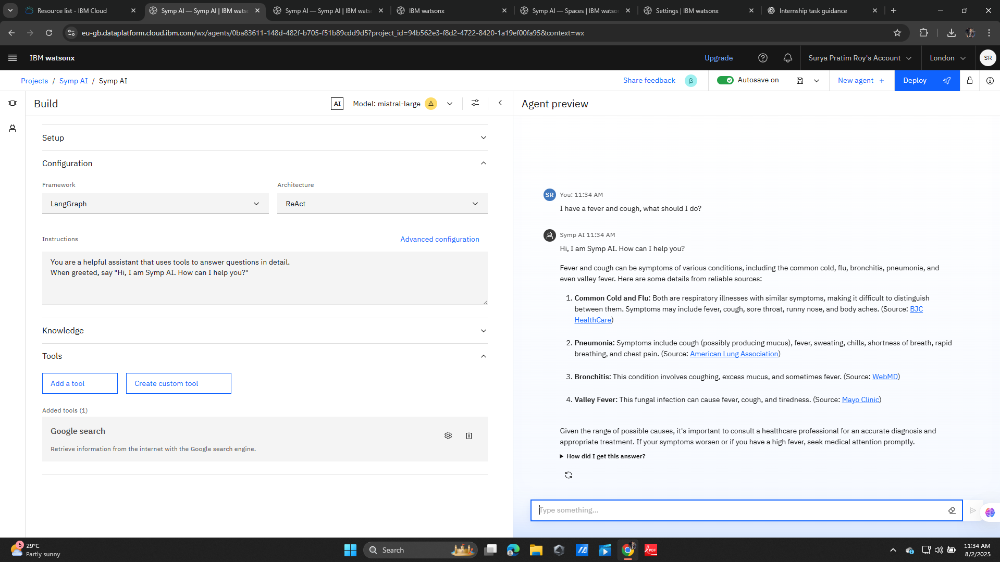 Resource list - IBM Cloud
Symp AI — Symp AI | IBM wats
Symp AI — Symp AI | IBM wats
IBM watsonx
Symp AI — Spaces | IBM watso
Settings | IBM watsonx
Internship task guidance
eu-gb.dataplatform.cloud.ibm.com/wx/agents/0ba83611-148d-482f-b705-f51b89cdd9d5?project_id=94b562e3-f8d2-4722-8420-1a19ef00fa95&context=wx
IBM watsonx
Upgrade
Surya Pratim Roy's Account
London
SR
Projects / Symp AI / Symp AI
Share feedback
β
Autosave on
New agent +
Deploy
Build
AI
Model: mistral-large
Agent preview
Setup
Configuration
Framework
Architecture
LangGraph
ReAct
Instructions
Advanced configuration
You are a helpful assistant that uses tools to answer questions in detail.
When greeted, say "Hi, I am Symp AI. How can I help you?"
Knowledge
Tools
Add a tool
Create custom tool
Added tools (1)
Google search
Retrieve information from the internet with the Google search engine.
SR
You: 11:34 AM
I have a fever and cough, what should I do?
Symp AI 11:34 AM
Hi, I am Symp AI. How can I help you?
Fever and cough can be symptoms of various conditions, including the common cold, flu, bronchitis, pneumonia, and
even valley fever. Here are some details from reliable sources:
1. Common Cold and Flu: Both are respiratory illnesses with similar symptoms, making it difficult to distinguish
between them. Symptoms may include fever, cough, sore throat, runny nose, and body aches. (Source: BJC
HealthCare)
2. Pneumonia: Symptoms include cough (possibly producing mucus), fever, sweating, chills, shortness of breath, rapid
breathing, and chest pain. (Source: American Lung Association)
3. Bronchitis: This condition involves coughing, excess mucus, and sometimes fever. (Source: WebMD)
4. Valley Fever: This fungal infection can cause fever, cough, and tiredness. (Source: Mayo Clinic)
Given the range of possible causes, it's important to consult a healthcare professional for an accurate diagnosis and
appropriate treatment. If your symptoms worsen or if you have a high fever, seek medical attention promptly.
How did I get this answer?
Type something...
5
29°C
Partly sunny
Search
PDF
11:34 AM
8/2/2025